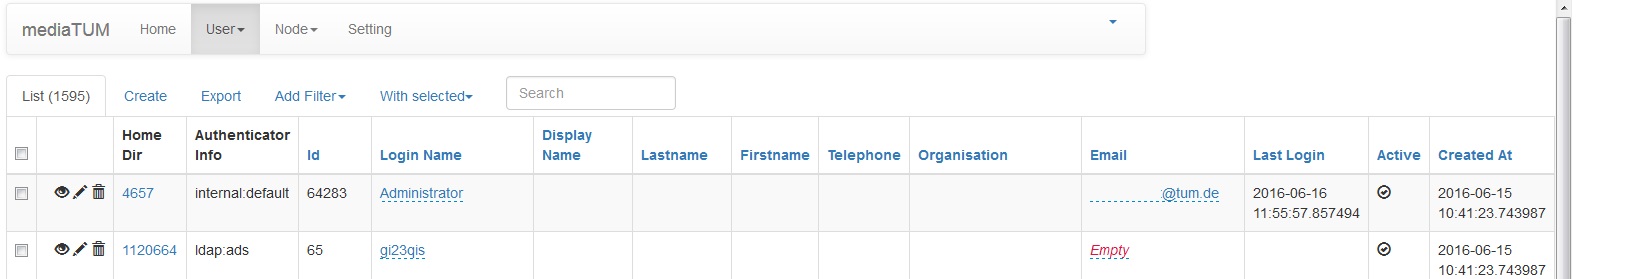 mediaTUM Home User Node Setting
List (1595) Create Export Add Filter With selected Search
Home Dir Authenticator Info Id Login Name Display Name Lastname Firstname Telephone Organisation Email Last Login Active Created At
4657 internal:default 64283 Administrator @tum.de 2016-06-16 11:55:57.857494 2016-06-15 10:41:23.743987
1120664 ldap:ads 65 gi23qis Empty 2016-06-15 10:41:23.743987